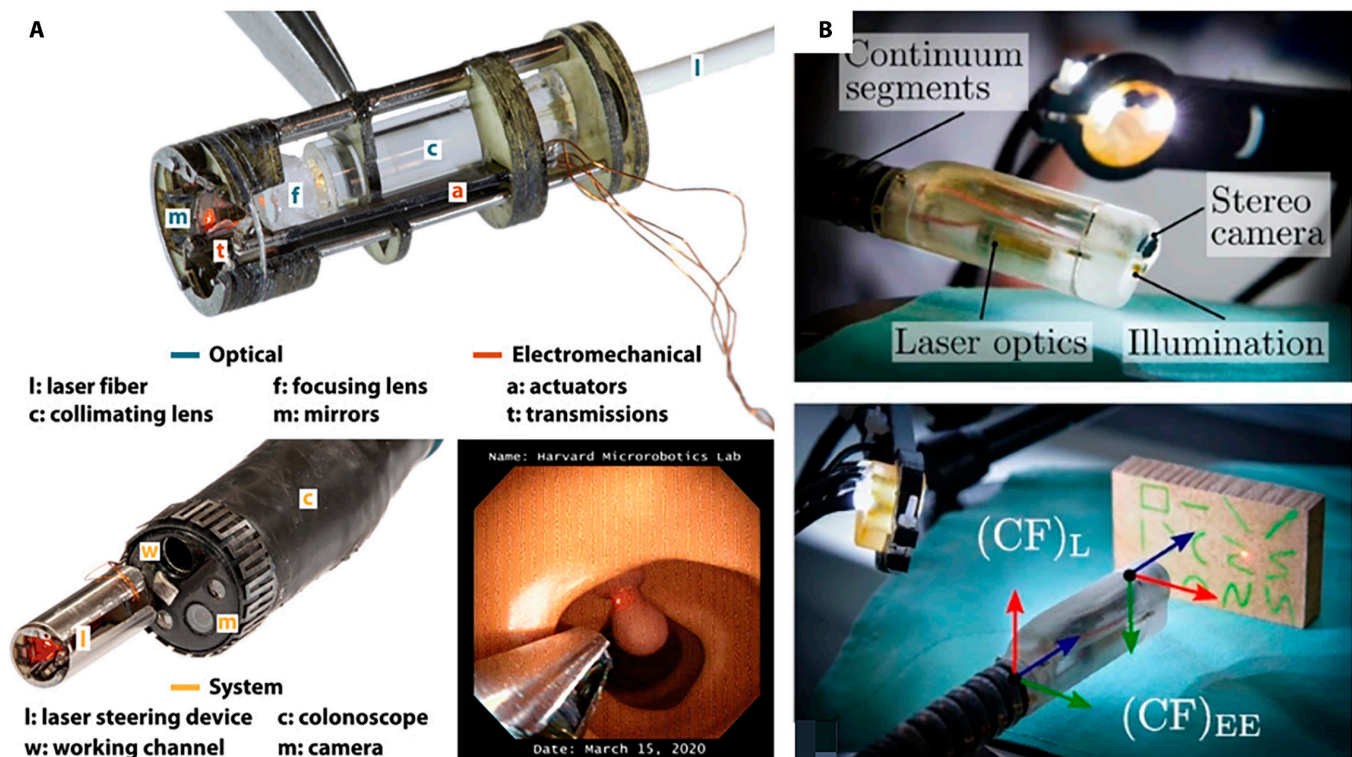 A
l
c
a
f
m
t
Optical
Electromechanical
l: laser fiber
f: focusing lens
a: actuators
c: collimating lens
m: mirrors
t: transmissions
c
w
m
l
System
l: laser steering device
c: colonoscope
w: working channel
m: camera
Name: Harvard Microrobotics Lab
Date: March 15, 2020
B
Continuum
segments
Stereo
camera
Laser optics
Illumination
(CF)L
(CF)EE